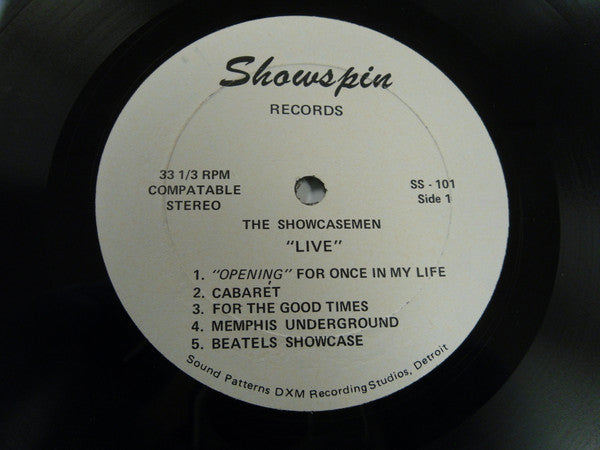 Showspin
RECORDS
33 1/3 RPM
COMPATABLE
STEREO
SS - 101
Side 1
THE SHOWCASEMEN
"LIVE"
1. "OPENING" FOR ONCE IN MY LIFE
2. CABARET
3. FOR THE GOOD TIMES
4. MEMPHIS UNDERGROUND
5. BEATELS SHOWCASE
Sound Patterns DXM Recording Studios, Detroit